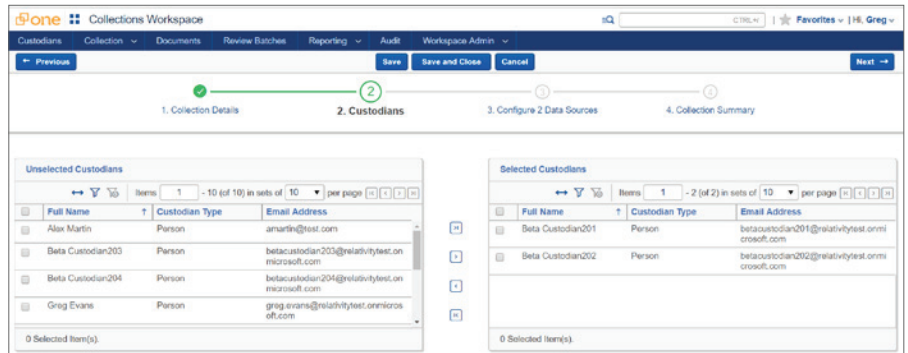 one Collections Workspace CTRL+/ Favorites Hi, Greg
Custodians Collection Documents Review Batches Reporting Audit Workspace Admin
← Previous Save Save and Close Cancel Next →
2 3 4
1. Collection Details 2. Custodians 3. Configure 2 Data Sources 4. Collection Summary
Unselected Custodians
Items 1 - 10 (of 10) in sets of 10 per page
Full Name ↑ Custodian Type Email Address
Alex Martin Person amartin@test.com
Beta Custodian203 Person betacustodian203@relativitytest.on
microsoft.com
Beta Custodian204 Person betacustodian204@relativitytest.on
microsoft.com
Greg Evans Person greg.evans@relativitytest.onmicros
oft.com
0 Selected Item(s).
Selected Custodians
Items 1 - 2 (of 2) in sets of 10 per page
Full Name ↑ Custodian Type Email Address
Beta Custodian201 Person betacustodian201@relativitytest.onmi
crosoft.com
Beta Custodian202 Person betacustodian202@relativitytest.onmi
crosoft.com
0 Selected Item(s).